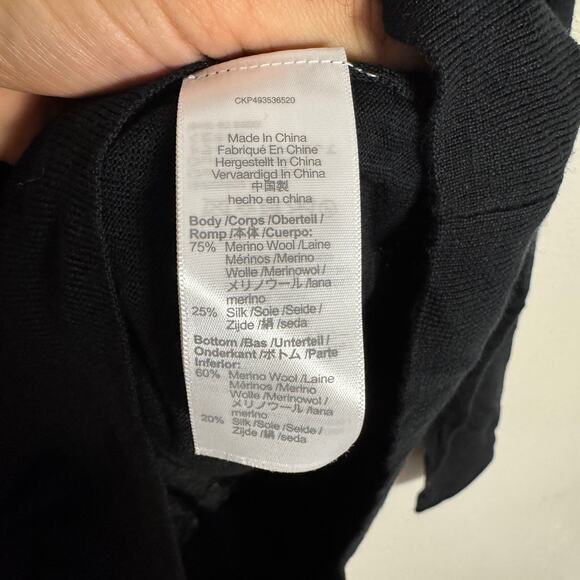 CKP493536520
Made In China
Fabriqué En Chine
Hergestellt In China
Vervaardigd In China
中国製
hecho en china
Body /Corps /Oberteil /
Romp /本体 /Cuerpo:
75% Merino Wool /Laine
Mérinos /Merino
Wolle /Merinowol /
メリノウール /lana
merino
25% Silk /Soie /Seide /
Zijde /絹 /seda
Bottom /Bas /Unterteil /
Onderkant /ボトム /Parte
Inferior:
60% Merino Wool /Laine
Mérinos /Merino
Wolle /Merinowol /
メリノウール /lana
merino
20% Silk /Soie /Seide /
Zijde /絹 /seda